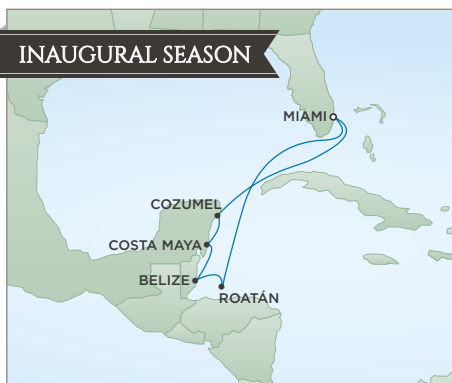 INAUGURAL SEASON
MIAMI
COZUMEL
COSTA MAYA
BELIZE
ROATÁN